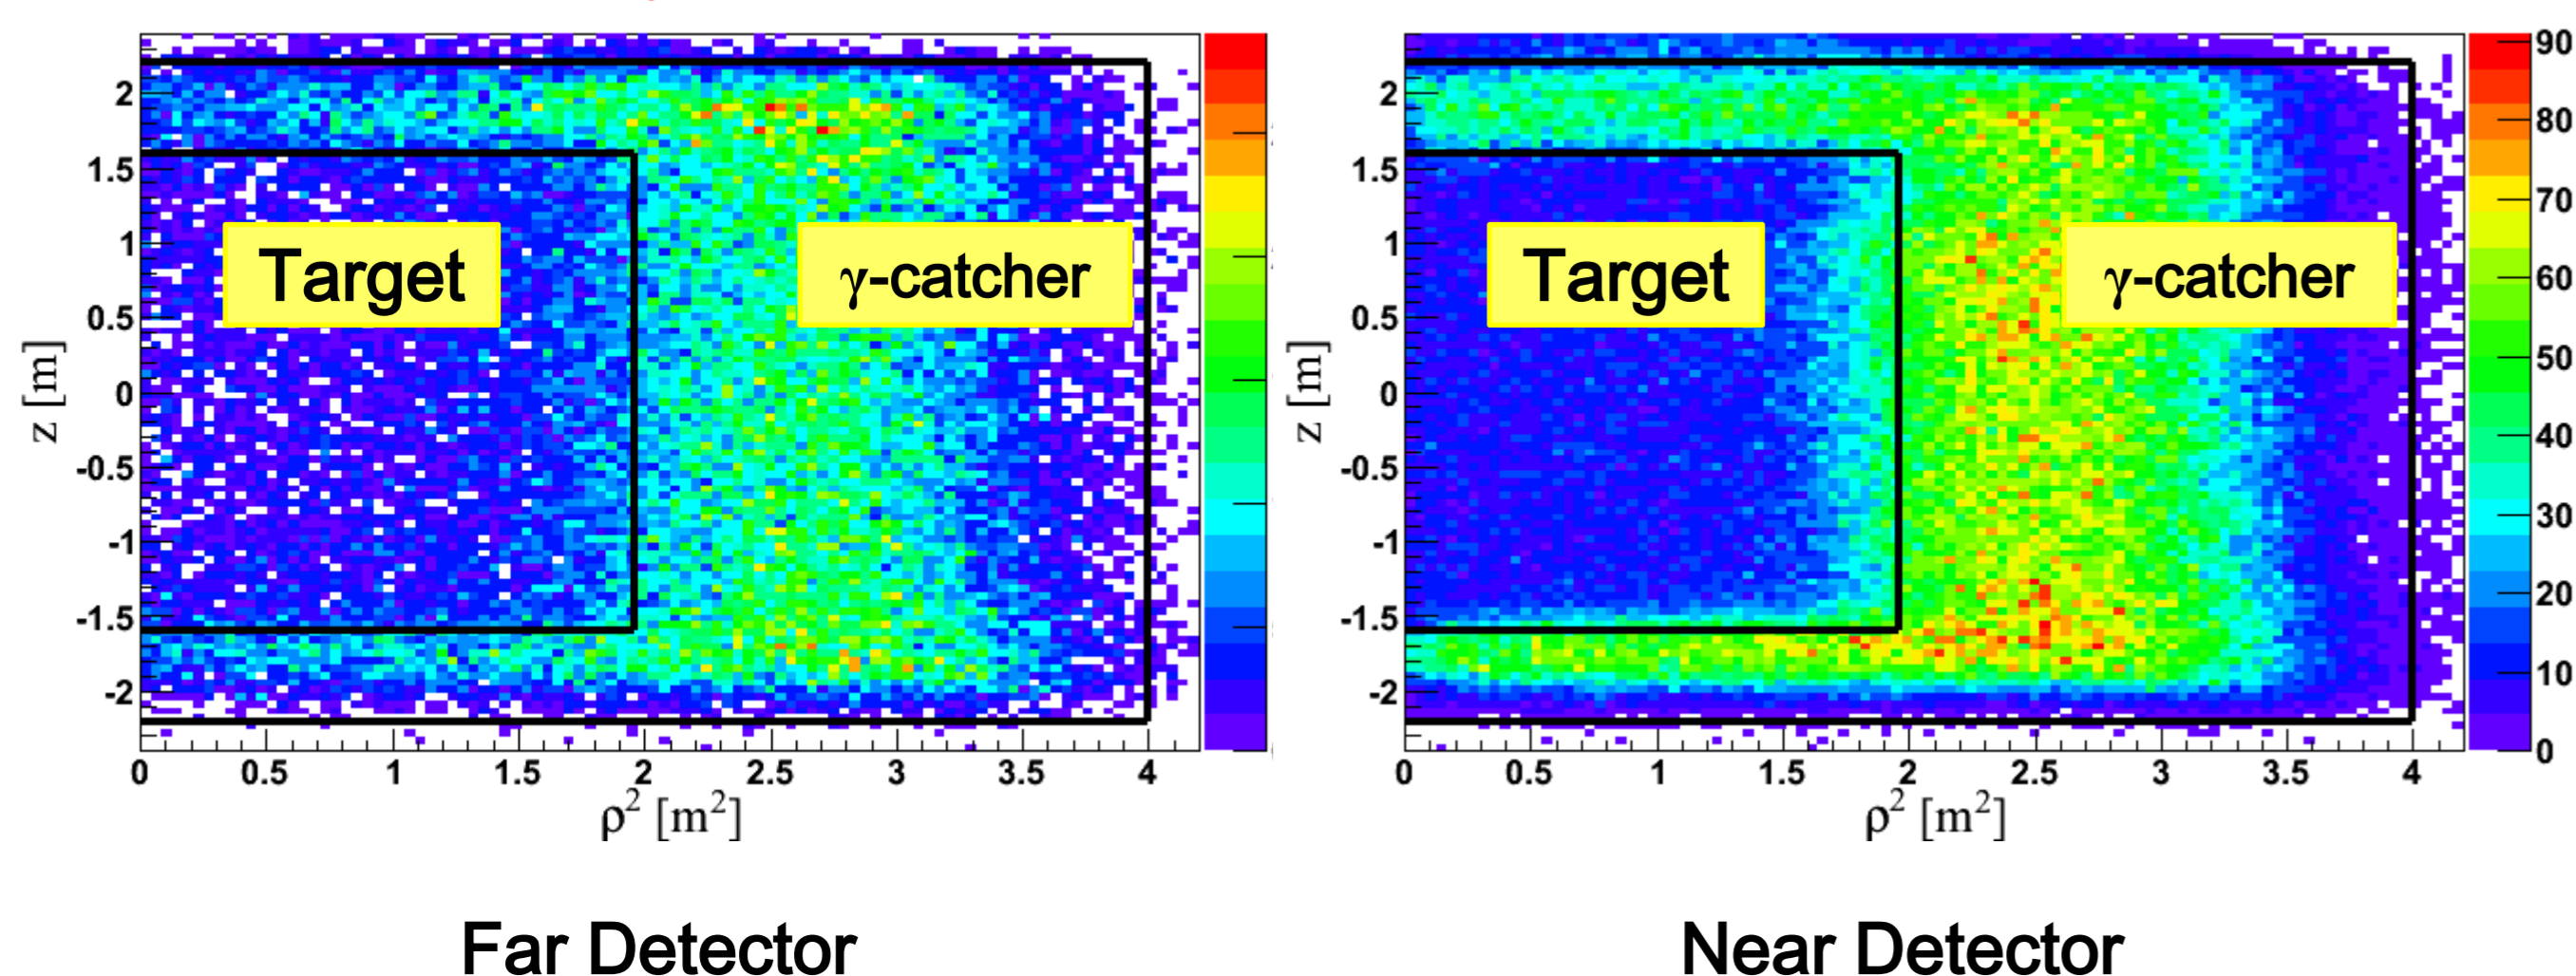 2
1.5
1
0.5
0
-0.5
-1
-1.5
-2
z [m]
Target
γ-catcher
0 0.5 1 1.5 2 2.5 3 3.5 4
ρ² [m²]
Far Detector
2
1.5
1
0.5
0
-0.5
-1
-1.5
-2
z [m]
Target
γ-catcher
0 0.5 1 1.5 2 2.5 3 3.5 4
ρ² [m²]
90
80
70
60
50
40
30
20
10
0
Near Detector